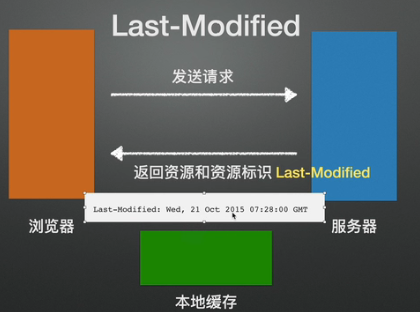 Last-Modified
发送请求
返回资源和资源标识 Last-Modified
Last-Modified: Wed, 21 Oct 2015 07:28:00 GMT
浏览器
服务器
本地缓存